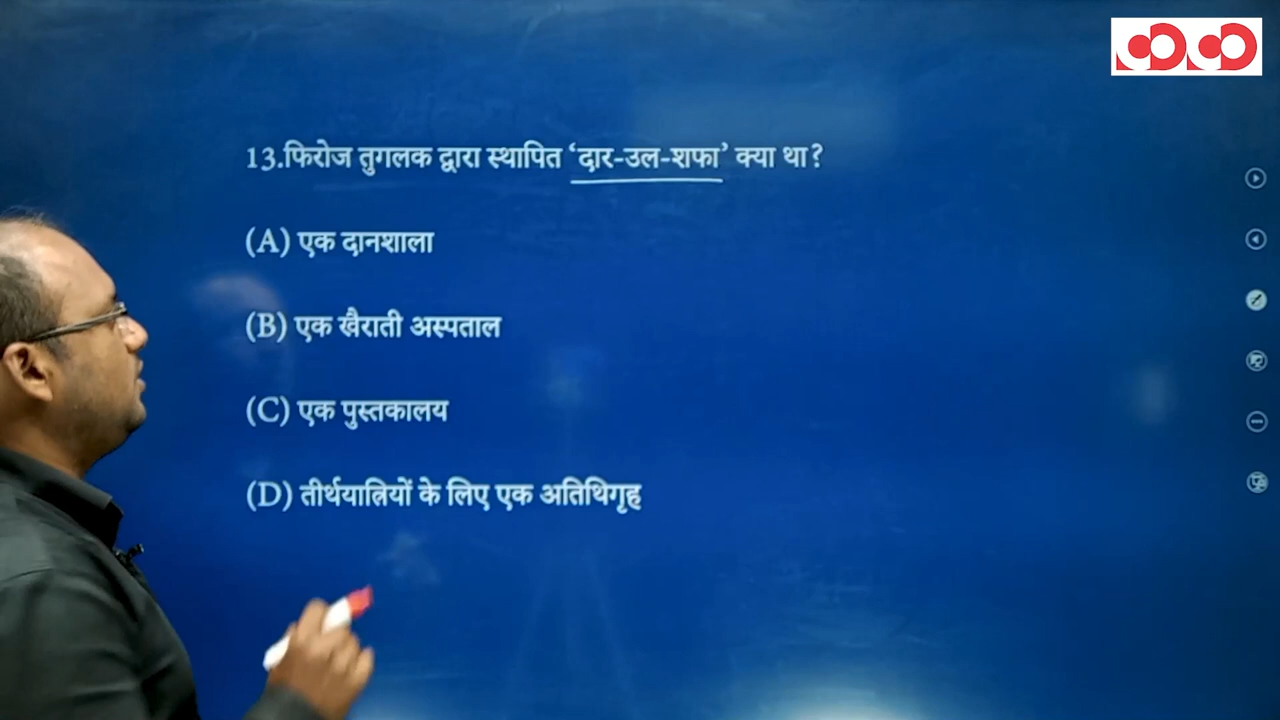 13.फिरोज तुगलक द्वारा स्थापित ‘दार-उल-शफा’ क्या था?
(A) एक दानशाला
(B) एक खैराती अस्पताल
(C) एक पुस्तकालय
(D) तीर्थयात्रियों के लिए एक अतिथिगृह